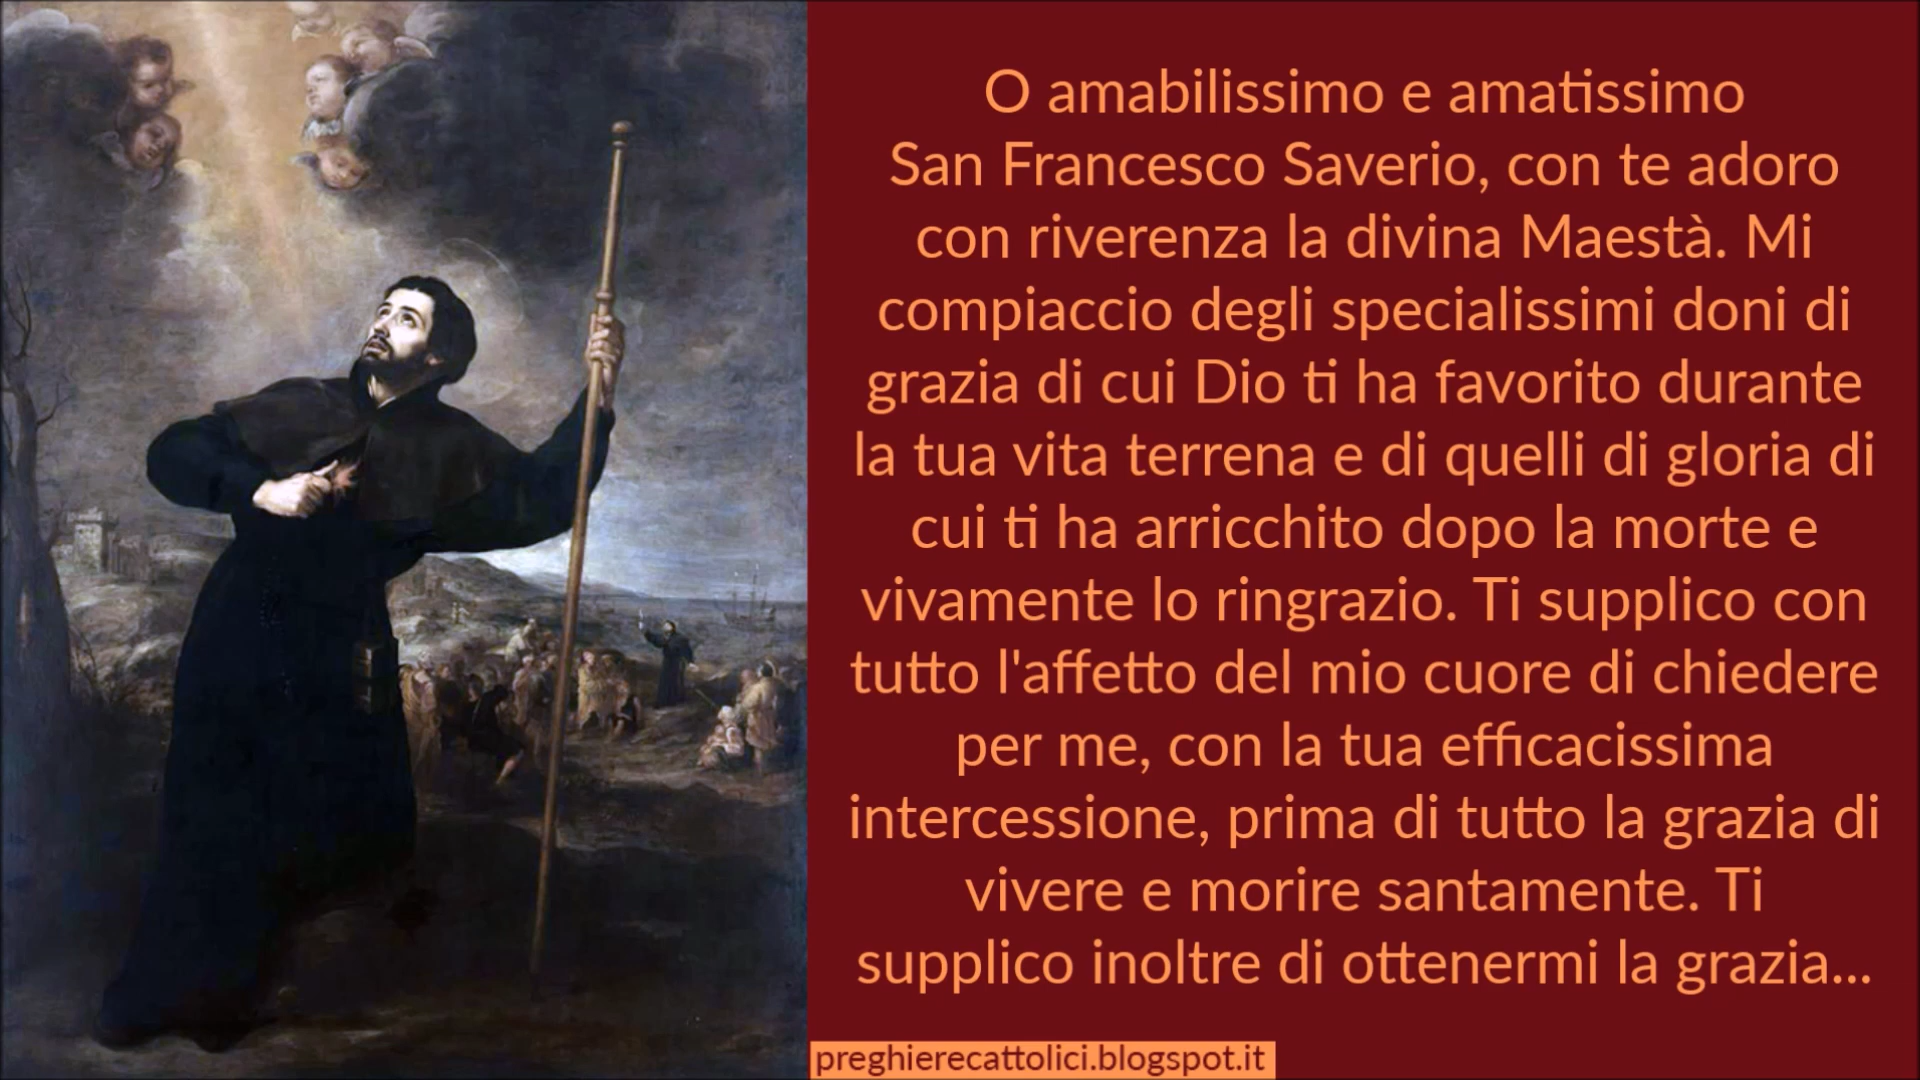 O amabilissimo e amatissimo
San Francesco Saverio, con te adoro
con riverenza la divina Maestà. Mi
compiaccio degli specialissimi doni di
grazia di cui Dio ti ha favorito durante
la tua vita terrena e di quelli di gloria di
cui ti ha arricchito dopo la morte e
vivamente lo ringrazio. Ti supplico con
tutto l'affetto del mio cuore di chiedere
per me, con la tua efficacissima
intercessione, prima di tutto la grazia di
vivere e morire santamente. Ti
supplico inoltre di ottenermi la grazia...
preghierecattolici.blogspot.it